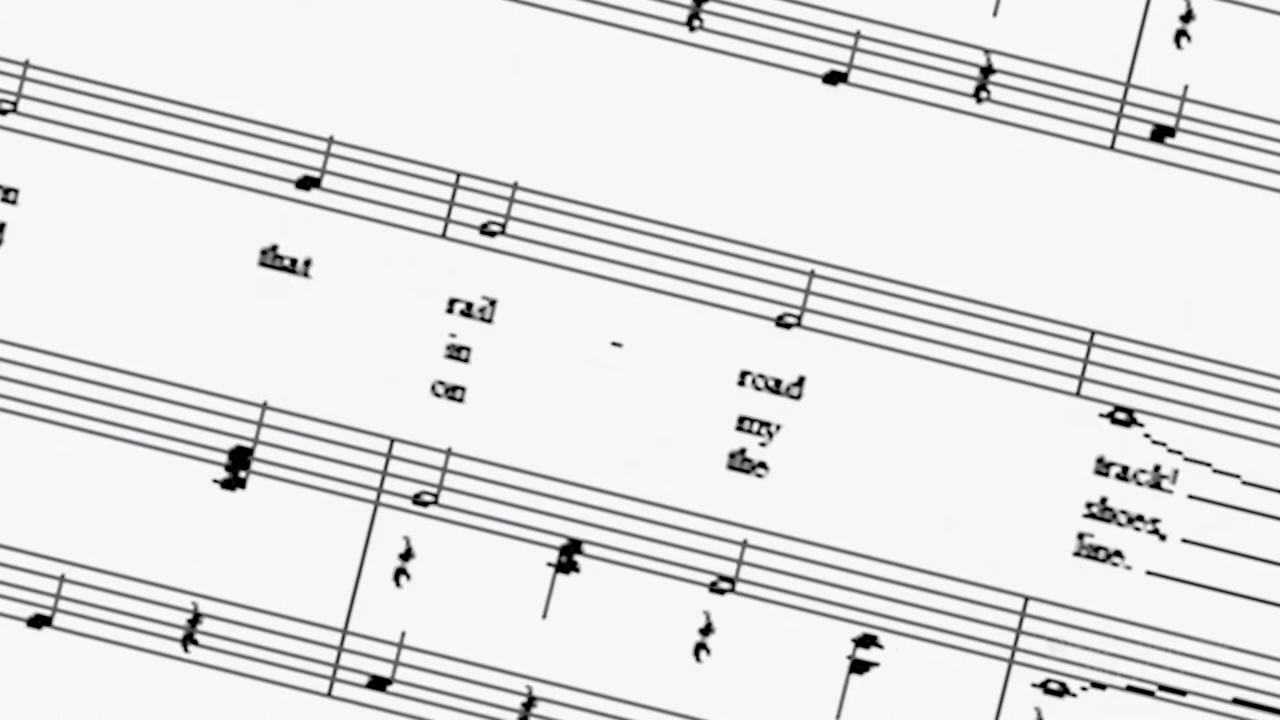 that rail - road track!
in my shoes,
on the line.